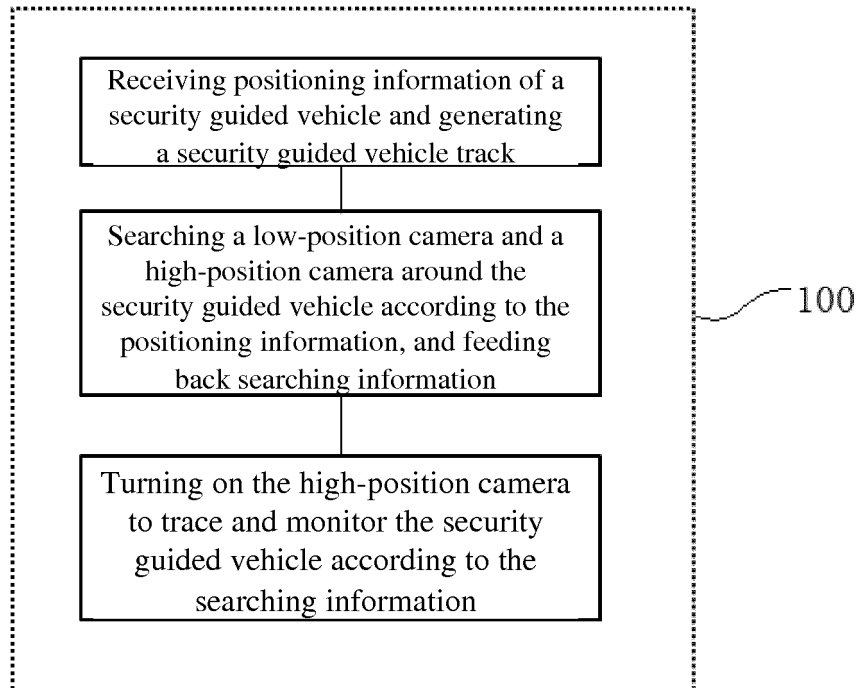 Receiving positioning information of a
security guided vehicle and generating
a security guided vehicle track
Searching a low-position camera and a
high-position camera around the
security guided vehicle according to the
positioning information, and feeding
back searching information
100
Turning on the high-position camera
to trace and monitor the security
guided vehicle according to the
searching information